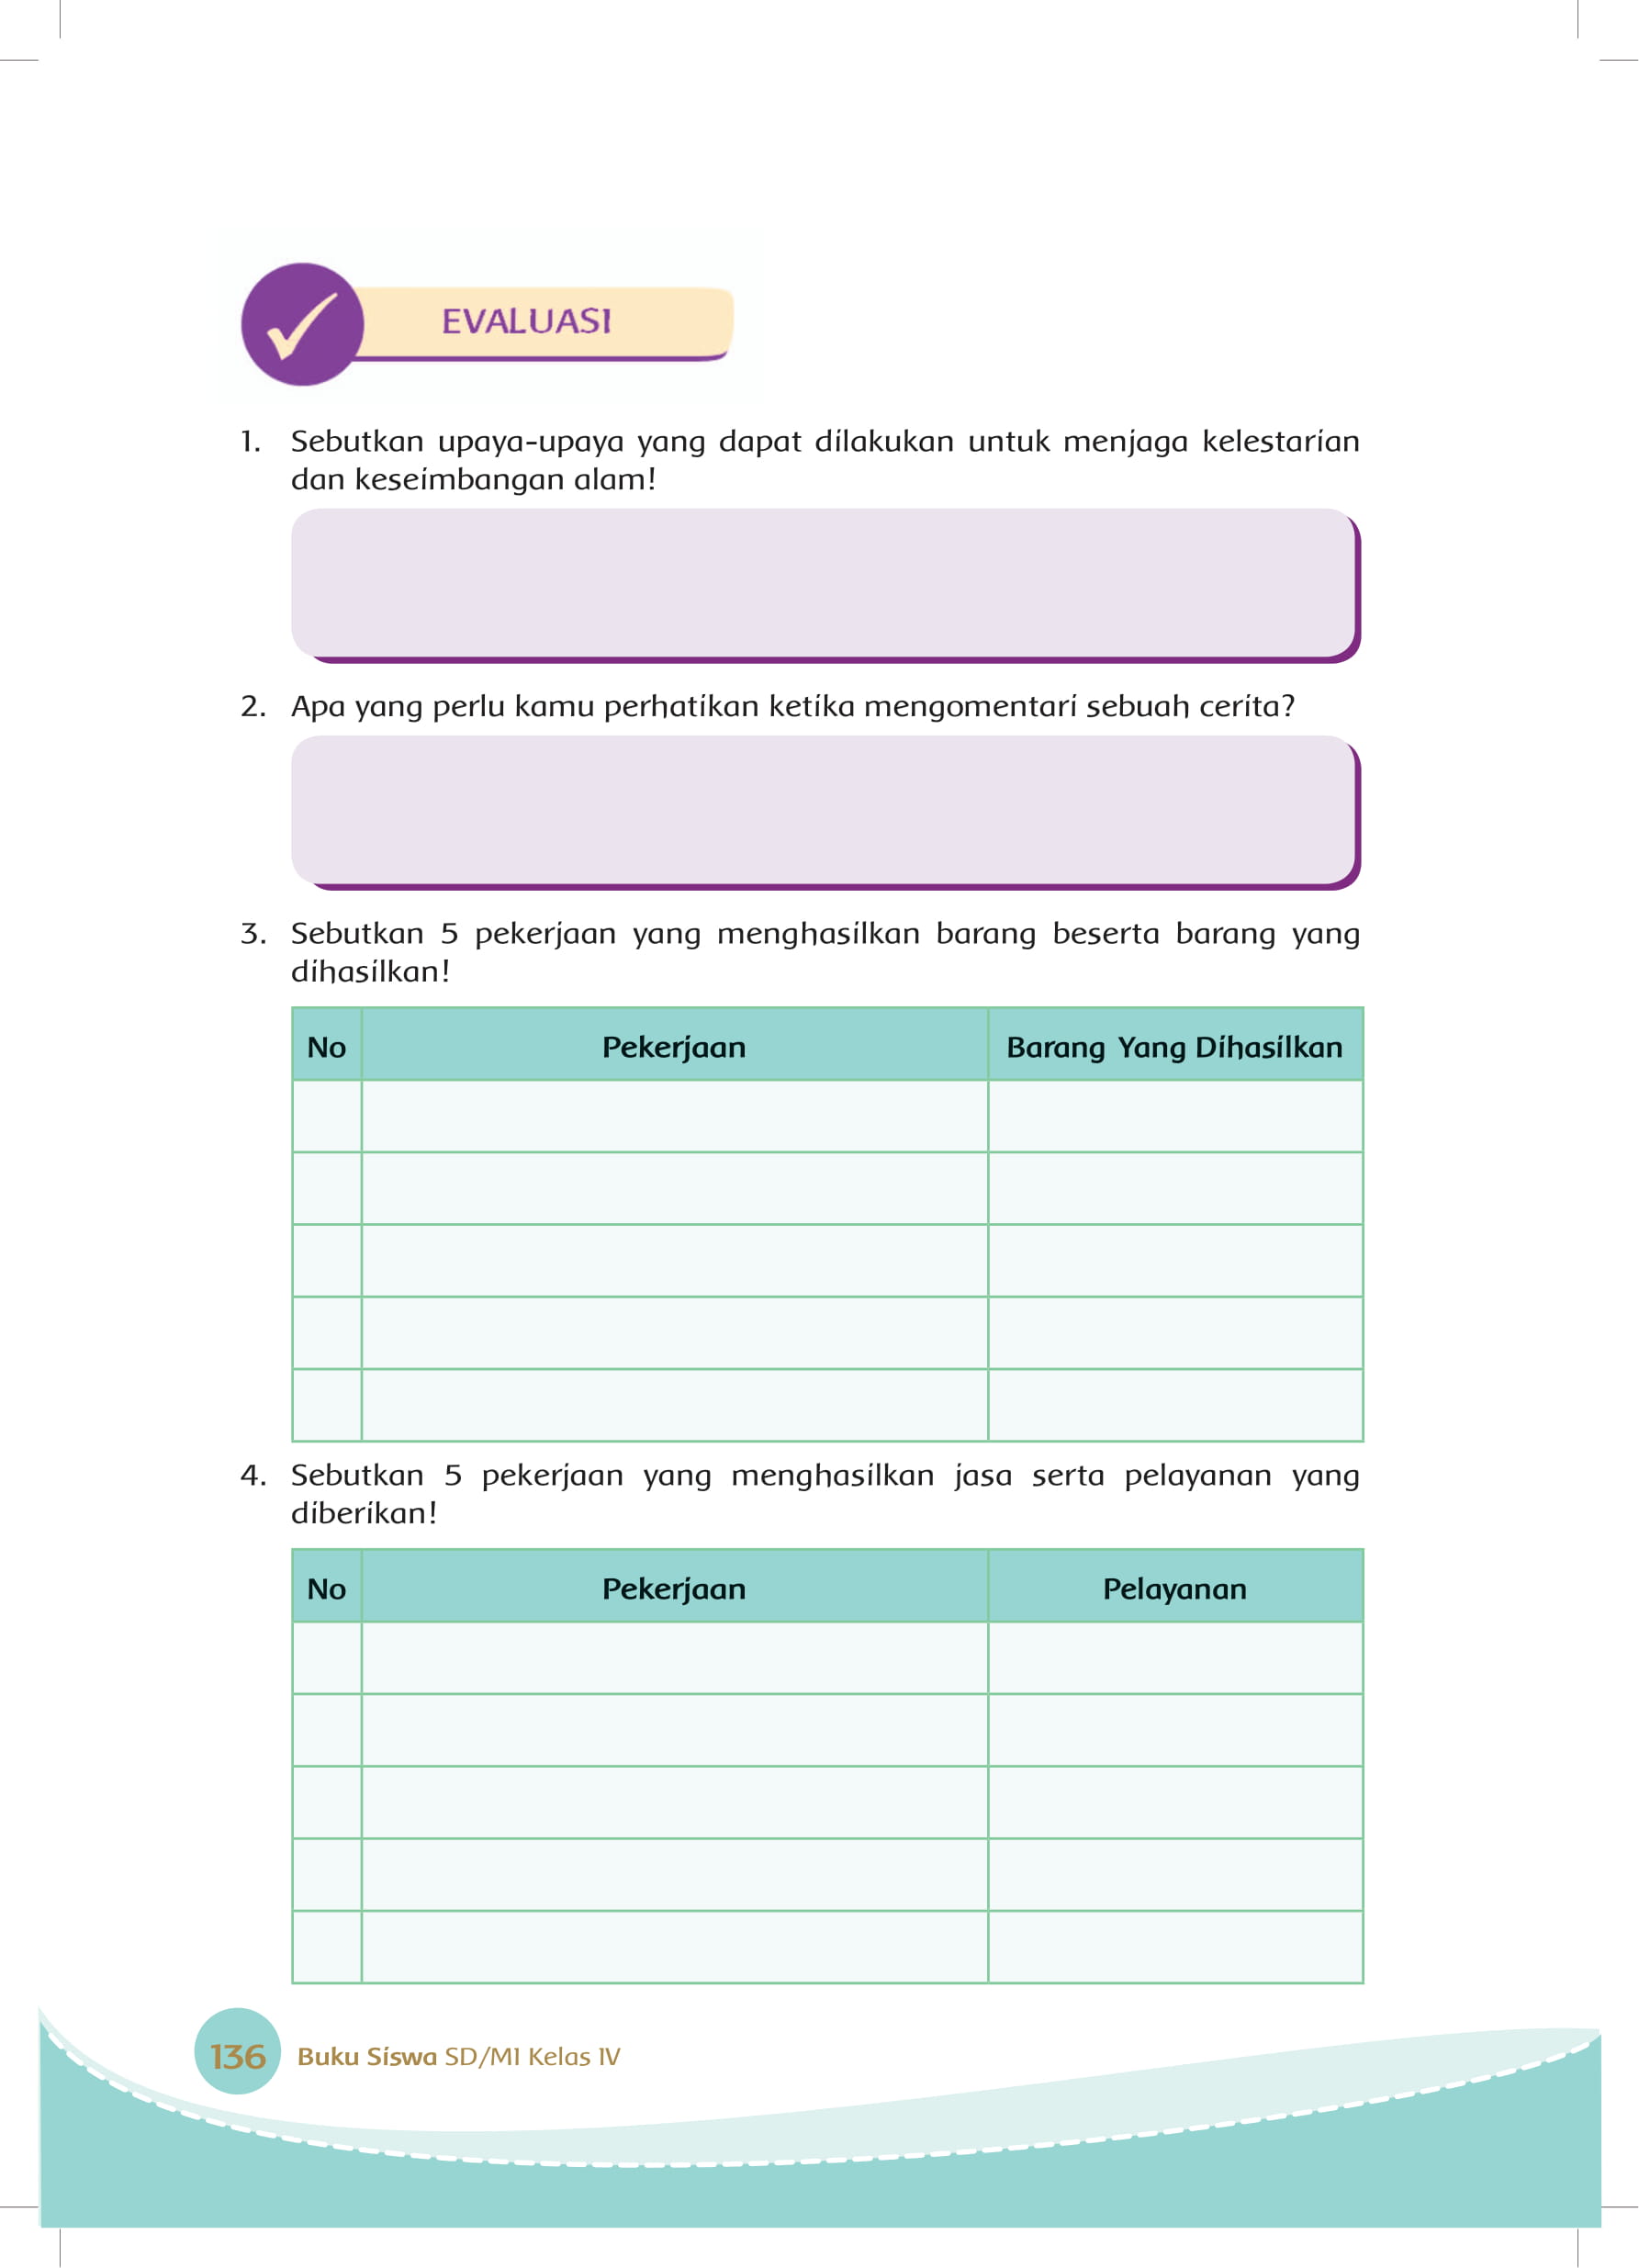 EVALUASI
1. Sebutkan upaya-upaya yang dapat dilakukan untuk menjaga kelestarian
dan keseimbangan alam!
2. Apa yang perlu kamu perhatikan ketika mengomentari sebuah cerita?
3. Sebutkan 5 pekerjaan yang menghasilkan barang beserta barang yang
dihasilkan!
No Pekerjaan Barang Yang Dihasilkan
4. Sebutkan 5 pekerjaan yang menghasilkan jasa serta pelayanan yang
diberikan!
No Pekerjaan Pelayanan
136 Buku Siswa SD/MI Kelas IV